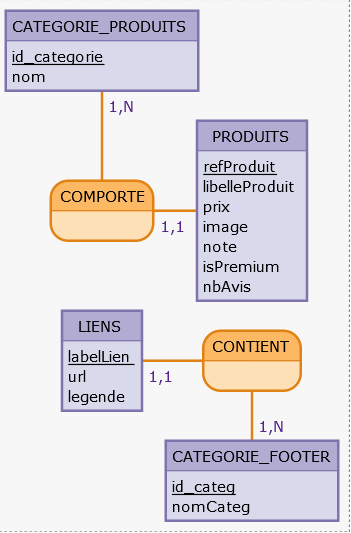 CATEGORIE_PRODUITS
id_categorie
nom
1,N
PRODUITS
refProduit
libelleProduit
prix
image
note
isPremium
nbAvis
COMPORTE
1,1
LIENS
labelLien
url
legende
CONTIENT
1,1
1,N
CATEGORIE_FOOTER
id_categ
nomCateg